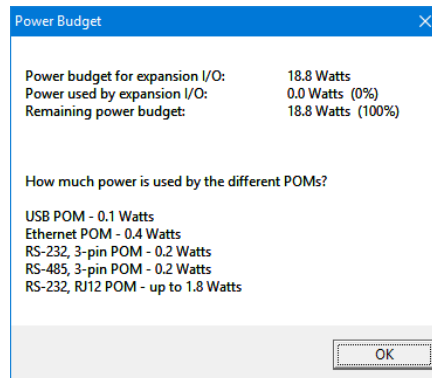 Power Budget
Power budget for expansion I/O: 18.8 Watts
Power used by expansion I/O: 0.0 Watts (0%)
Remaining power budget: 18.8 Watts (100%)
How much power is used by the different POMs?
USB POM - 0.1 Watts
Ethernet POM - 0.4 Watts
RS-232, 3-pin POM - 0.2 Watts
RS-485, 3-pin POM - 0.2 Watts
RS-232, RJ12 POM - up to 1.8 Watts
OK